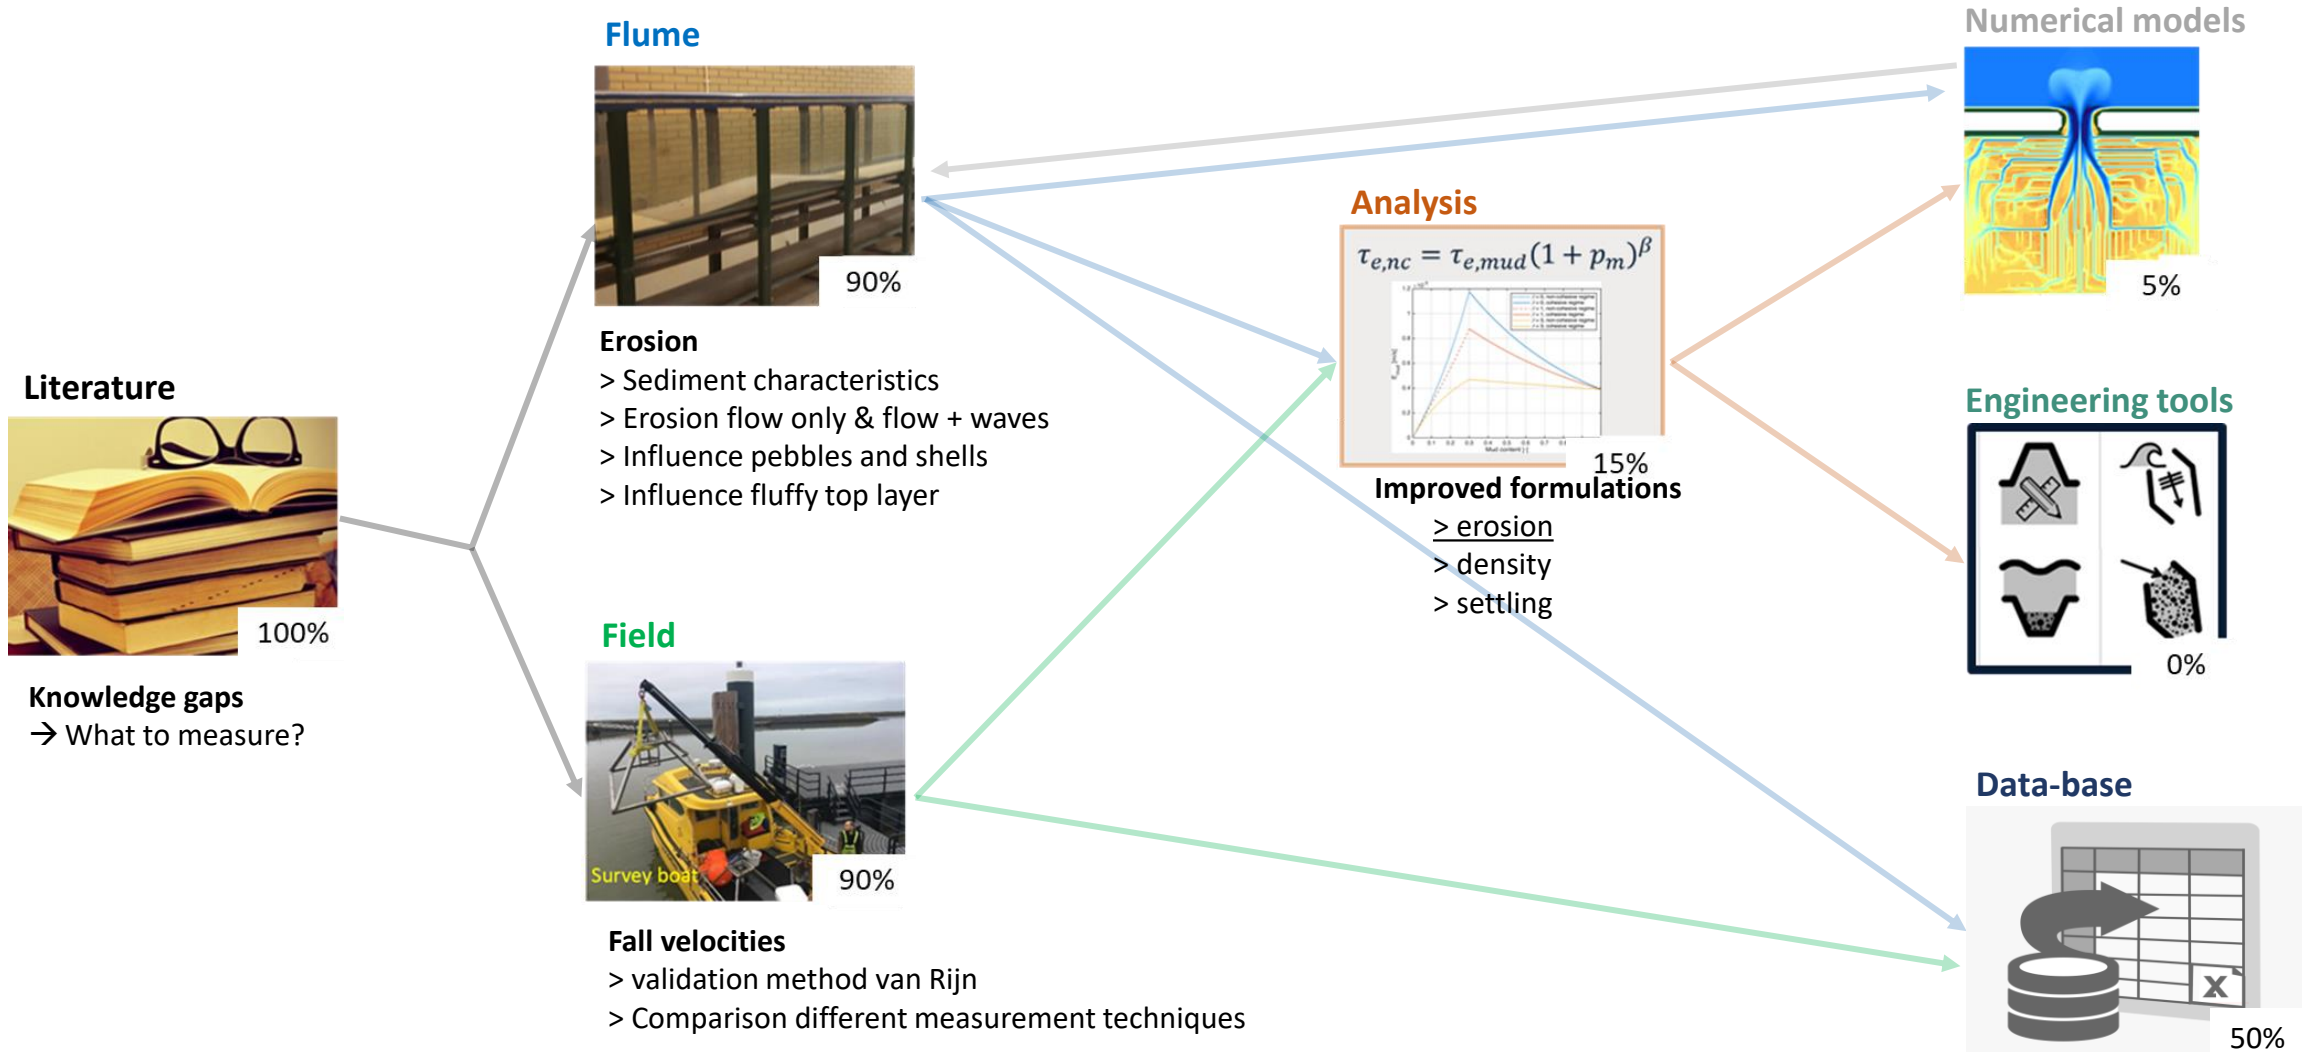 Literature
100%
Knowledge gaps
→ What to measure?
Flume
90%
Erosion
> Sediment characteristics
> Erosion flow only & flow + waves
> Influence pebbles and shells
> Influence fluffy top layer
Field
Survey boat
90%
Fall velocities
> validation method van Rijn
> Comparison different measurement techniques
Analysis
τe,nc = τe,mud(1 + pm)^β
15%
Improved formulations
> erosion
> density
> settling
Numerical models
5%
Engineering tools
0%
Data-base
X
50%